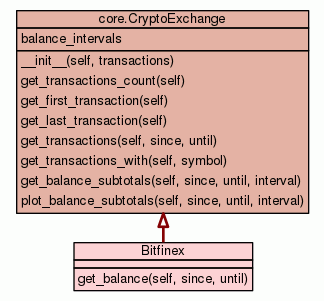 core.CryptoExchange
balance_intervals
__init__(self, transactions)
get_transactions_count(self)
get_first_transaction(self)
get_last_transaction(self)
get_transactions(self, since, until)
get_transactions_with(self, symbol)
get_balance_subtotals(self, since, until, interval)
plot_balance_subtotals(self, since, until, interval)
Bitfinex
get_balance(self, since, until)